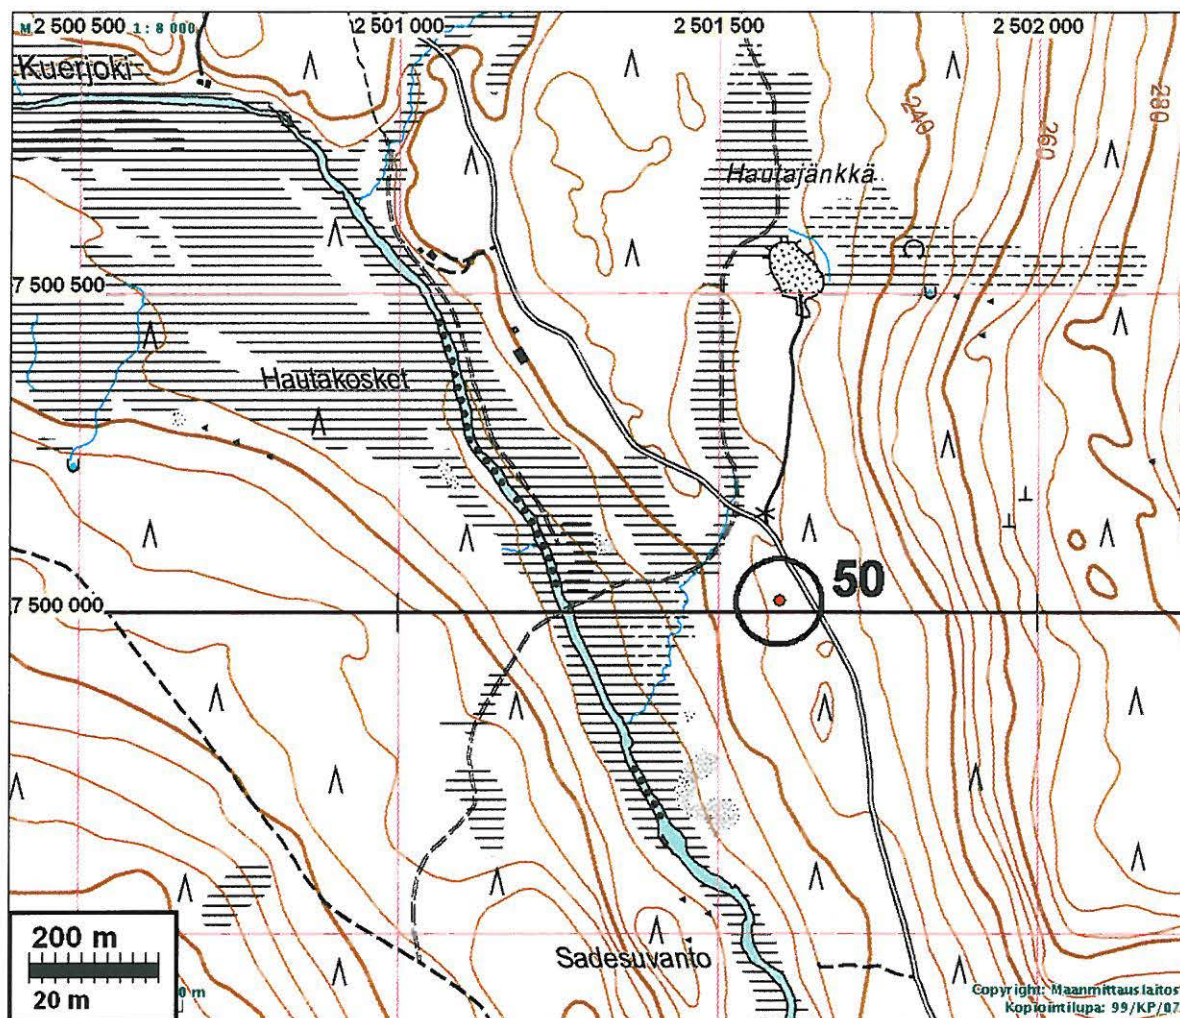 M 2 500 500 1 : 8 000 2 501 000 2 501 500 2 502 000
Kuerjoki
240
260
280
Hautajänkkä
7 500 500
Hautakosket
50
7 500 000
200 m
20 m
0 m
Sadesuvanto
Copyright: Maanmittauslaitos
Kopiointilupa: 99/KP/07